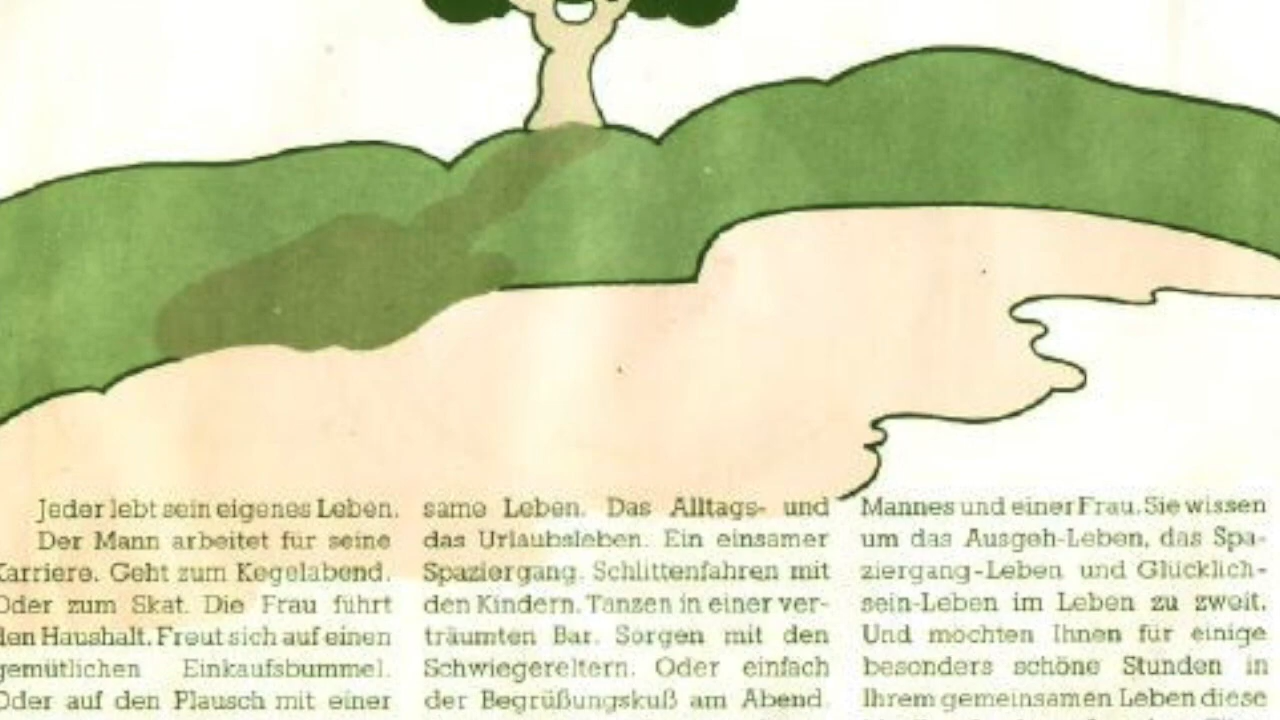 Jeder lebt sein eigenes Leben.
Der Mann arbeitet für seine
Karriere. Geht zum Kegelabend.
Oder zum Skat. Die Frau führt
den Haushalt. Freut sich auf einen
gemütlichen Einkaufsbummel.
Oder auf den Plausch mit einer
same Leben. Das Alltags- und
das Urlaubsleben. Ein einsamer
Spaziergang. Schlittenfahren mit
den Kindern. Tanzen in einer ver-
träumten Bar. Sorgen mit den
Schwiegereltern. Oder einfach
der Begrüßungskuß am Abend.
Mannes und einer Frau. Sie wissen
um das Ausgeh-Leben, das Spa-
ziergang-Leben und Glücklich-
sein-Leben im Leben zu zweit.
Und möchten Ihnen für einige
besonders schöne Stunden in
Ihrem gemeinsamen Leben diese